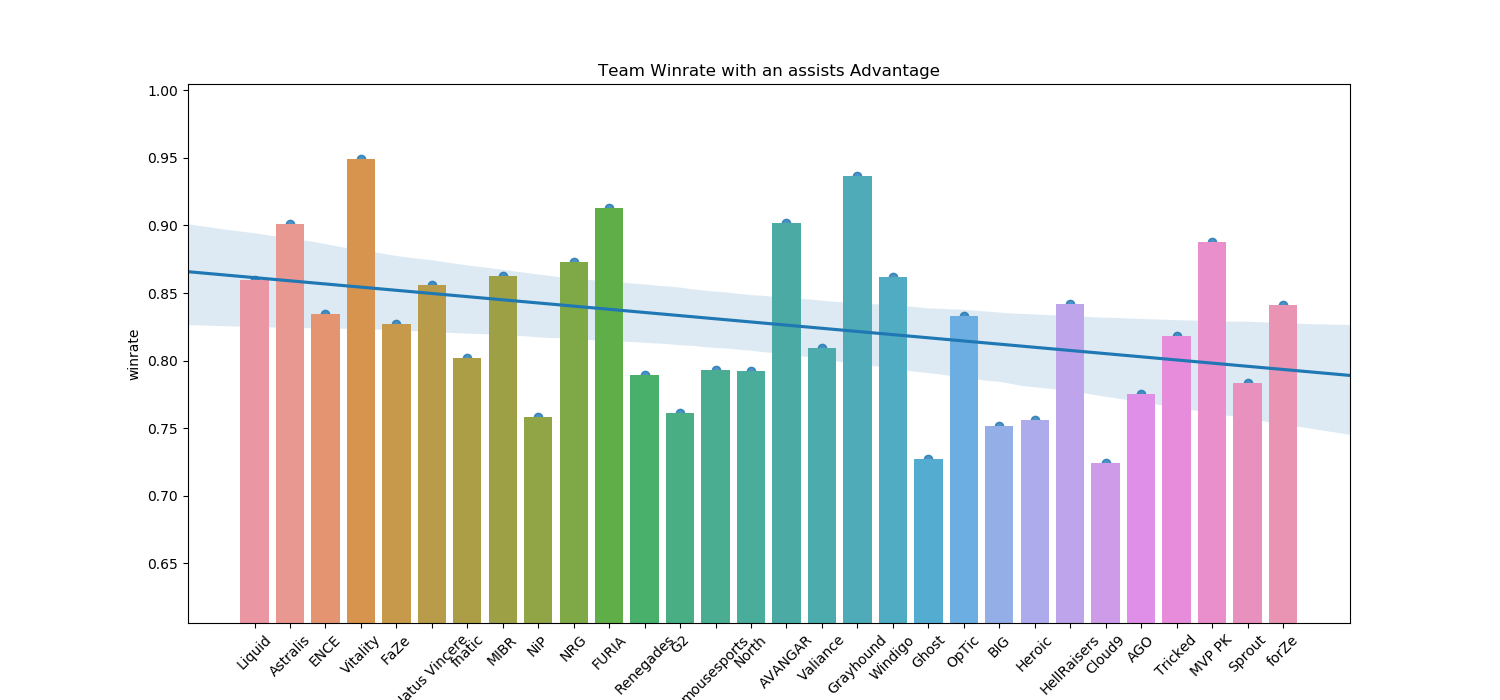 Team Winrate with an assists Advantage
winrate
1.00
0.95
0.90
0.85
0.80
0.75
0.70
0.65
Liquid
Astralis
ENCE
Vitality
FaZe
Vincere
fnatic
MIBR
NiP
NRG
FURIA
Renegades
G2
mousesports
North
AVANGAR
Valiance
Grayhound
Windigo
Ghost
OpTic
BIG
Heroic
HellRaisers
Cloud9
AGO
Tricked
MVP PK
Sprout
forZe